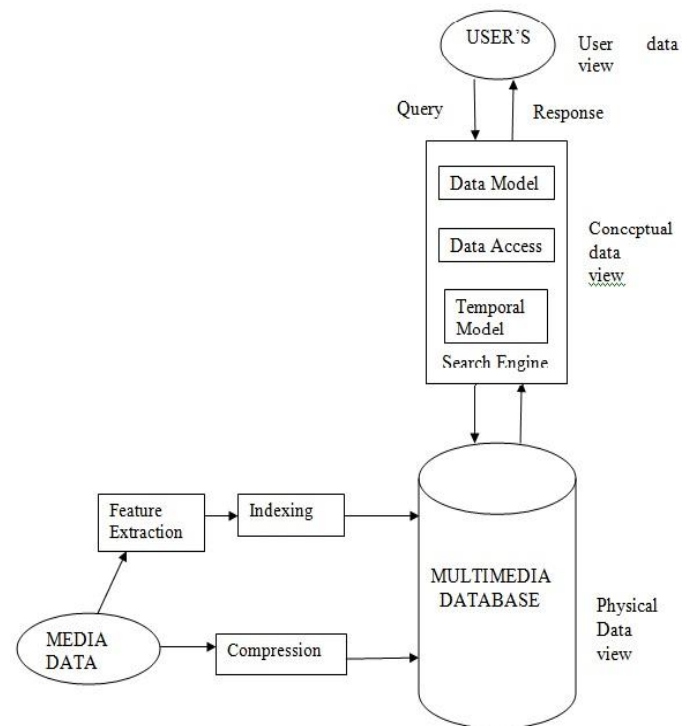 USER'S
User data
view
Query
Response
Data Model
Data Access
Temporal
Model
Search Engine
Conceptual
data
view
Feature
Extraction
Indexing
MULTIMEDIA
DATABASE
Physical
Data
view
MEDIA
DATA
Compression